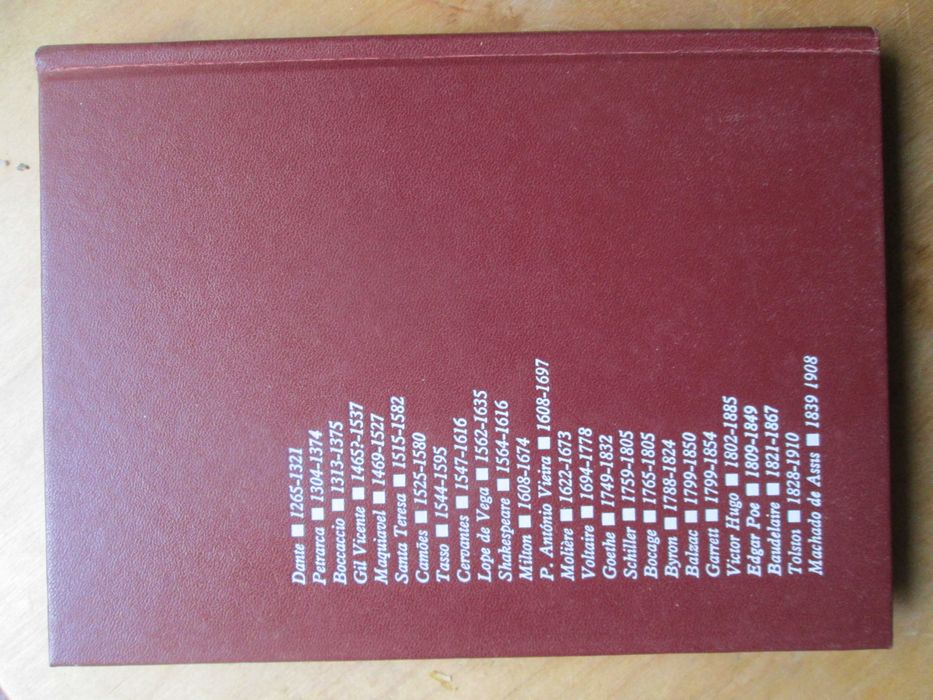 Dante ■ 1265-1321
Petrarca ■ 1304-1374
Boccaccio ■ 1313-1375
Gil Vicente ■ 1465?-1537
Maquiavel ■ 1469-1527
Santa Teresa ■ 1515-1582
Camões ■ 1525-1580
Tasso ■ 1544-1595
Cervantes ■ 1547-1616
Lope de Vega ■ 1562-1635
Shakespeare ■ 1564-1616
Milton ■ 1608-1674
P. António Vieira ■ 1608-1697
Molière ■ 1622-1673
Voltaire ■ 1694-1778
Goethe ■ 1749-1832
Schiller ■ 1759-1805
Bocage ■ 1765-1805
Byron ■ 1788-1824
Balzac ■ 1799-1850
Garrett ■ 1799-1854
Victor Hugo ■ 1802-1885
Edgar Poe ■ 1809-1849
Baudelaire ■ 1821-1867
Tolstoi ■ 1828-1910
Machado de Assis ■ 1839 1908